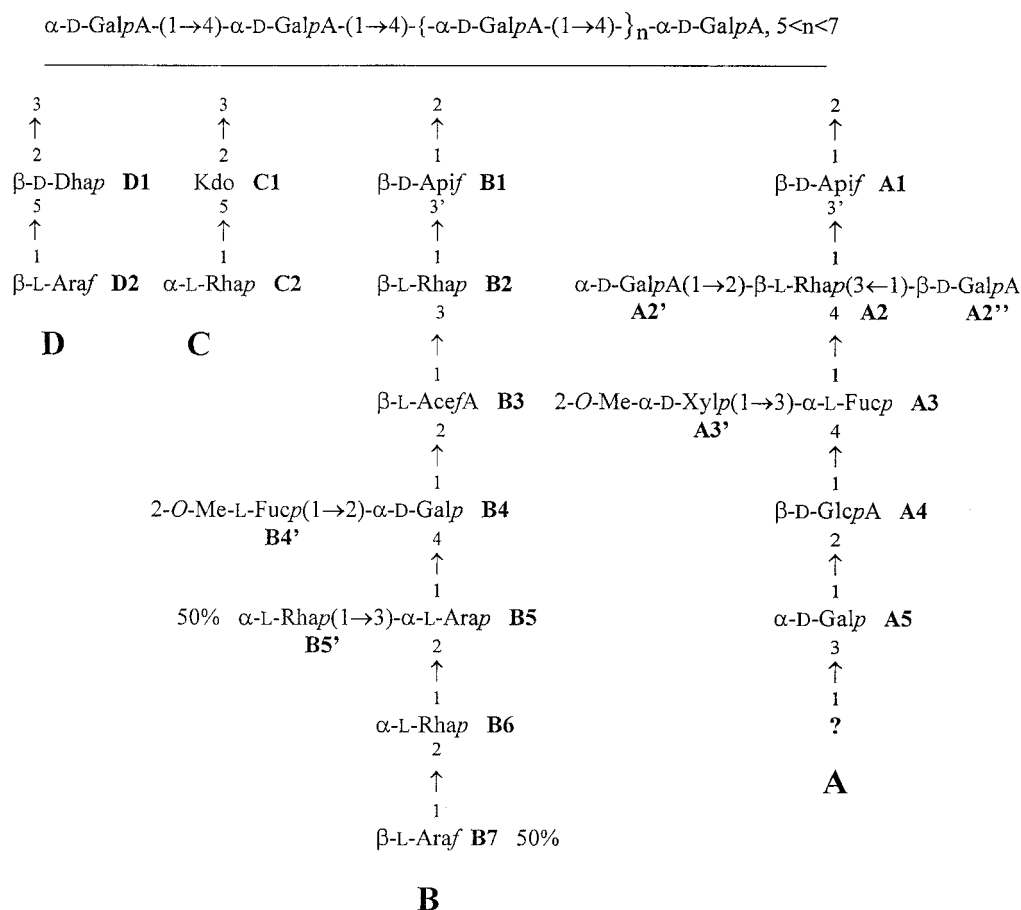 α-D-GalpA-(1→4)-α-D-GalpA-(1→4)-{-α-D-GalpA-(1→4)-}n-α-D-GalpA, 5<n<7
3 3 2 2
↑ ↑ ↑ ↑
2 2 1 1
β-D-Dhap D1 Kdo C1 β-D-Apif B1 β-D-Apif A1
5 5 3' 3'
↑ ↑ ↑ ↑
1 1 1 1
β-L-Araf D2 α-L-Rhap C2 β-L-Rhap B2 α-D-GalpA(1→2)-β-L-Rhap(3←1)-β-D-GalpA
A2' A2 A2''
3 4
D C
↑ ↑
1 1
β-L-AcefA B3 2-O-Me-α-D-Xylp(1→3)-α-L-Fucp A3
A3'
2 4
↑ ↑
1 1
2-O-Me-L-Fucp(1→2)-α-D-Galp B4 β-D-GlcpA A4
B4'
4 2
↑ ↑
1 1
50% α-L-Rhap(1→3)-α-L-Arap B5 α-D-Galp A5
B5'
2 3
↑ ↑
1 1
α-L-Rhap B6 ?
2
↑ A
1
β-L-Araf B7 50%
B